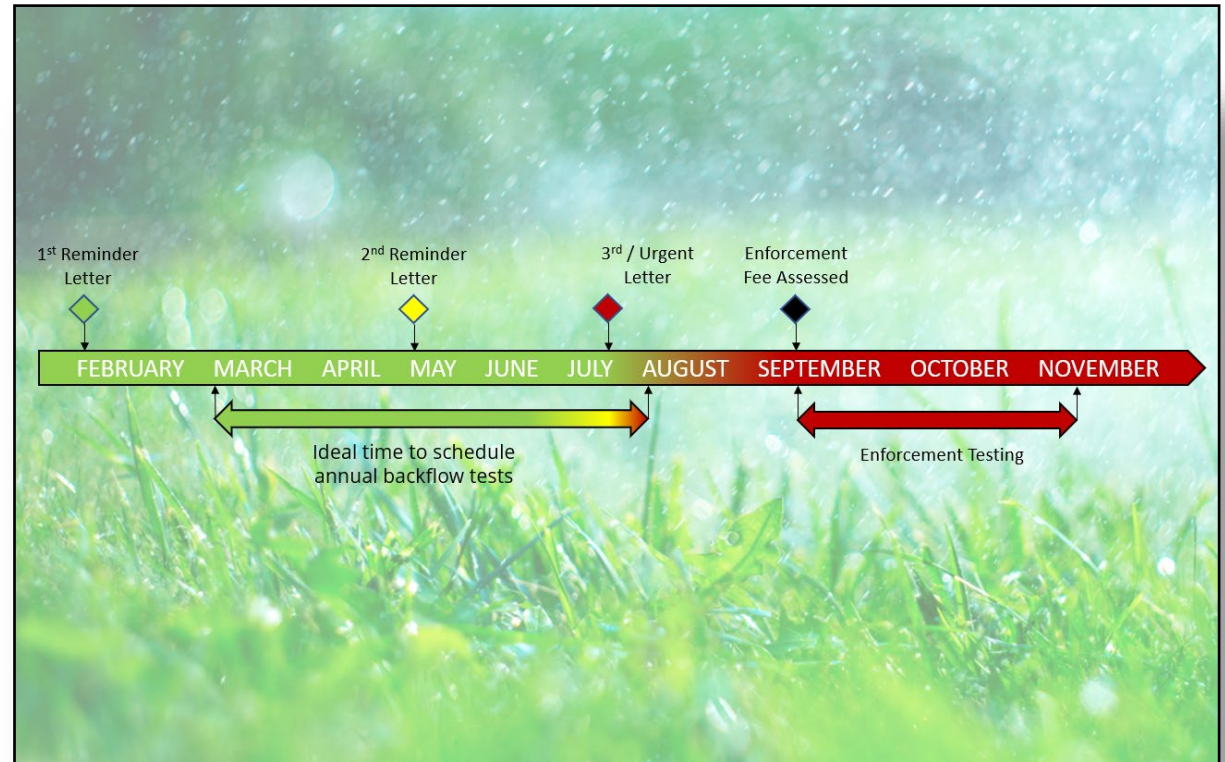 1st Reminder
Letter
2nd Reminder
Letter
3rd / Urgent
Letter
Enforcement
Fee Assessed
FEBRUARY MARCH APRIL MAY JUNE JULY AUGUST SEPTEMBER OCTOBER NOVEMBER
Ideal time to schedule
annual backflow tests
Enforcement Testing